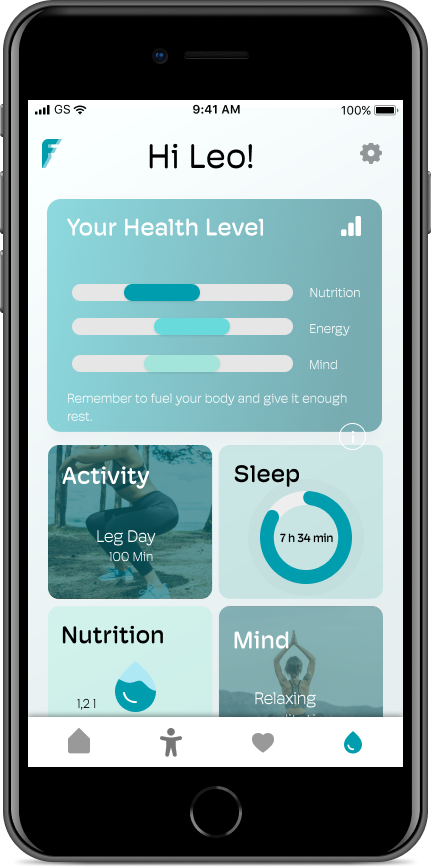 GS 9:41 AM 100%
F
Hi Leo!
Your Health Level
Nutrition
Energy
Mind
Remember to fuel your body and give it enough
rest.
i
Activity
Leg Day
100 Min
Sleep
7 h 34 min
Nutrition
1,2 l
Mind
Relaxing